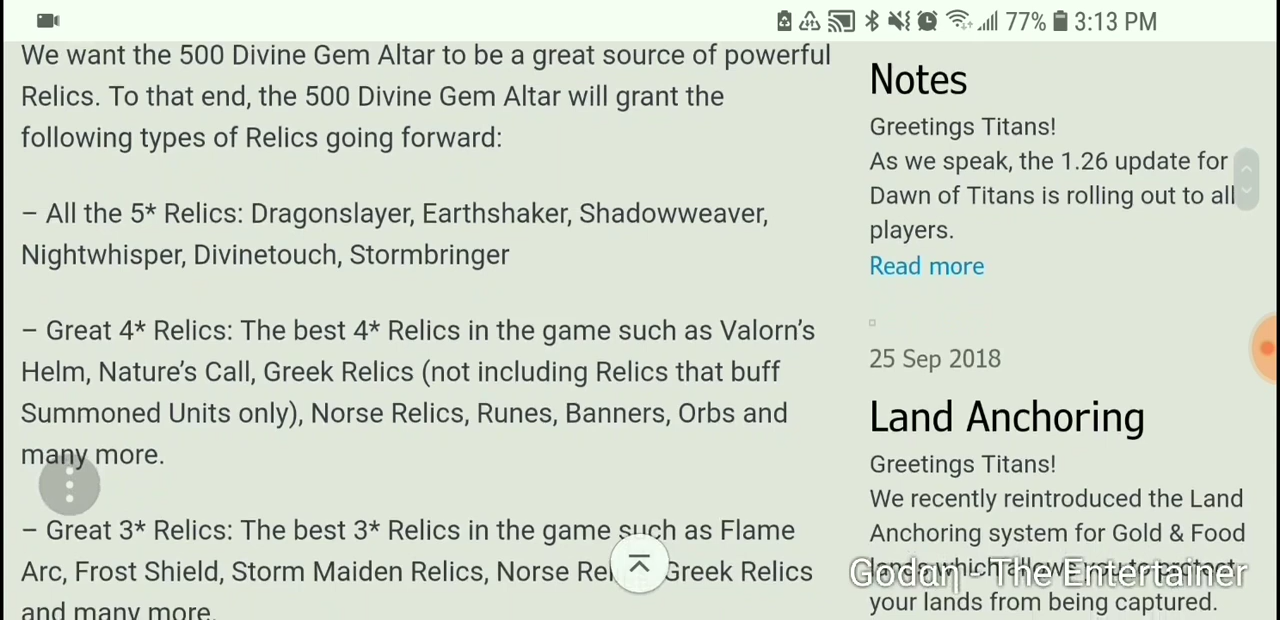 77% 3:13 PM
We want the 500 Divine Gem Altar to be a great source of powerful
Relics. To that end, the 500 Divine Gem Altar will grant the
following types of Relics going forward:
– All the 5* Relics: Dragonslayer, Earthshaker, Shadowweaver,
Nightwhisper, Divinetouch, Stormbringer
– Great 4* Relics: The best 4* Relics in the game such as Valorn’s
Helm, Nature’s Call, Greek Relics (not including Relics that buff
Summoned Units only), Norse Relics, Runes, Banners, Orbs and
many more.
– Great 3* Relics: The best 3* Relics in the game such as Flame
Arc, Frost Shield, Storm Maiden Relics, Norse Greek Relics
and many more.
Notes
Greetings Titans!
As we speak, the 1.26 update for
Dawn of Titans is rolling out to all
players.
Read more
25 Sep 2018
Land Anchoring
Greetings Titans!
We recently reintroduced the Land
Anchoring system for Gold & Food
lands which allows you to protect
your lands from being captured.
Godαη - The Entertainer